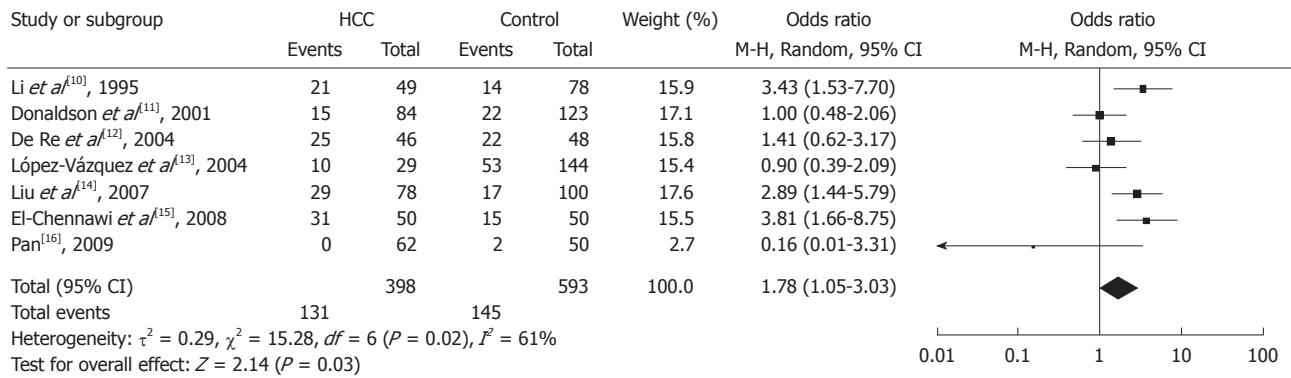 Study or subgroup HCC Control Weight (%) Odds ratio Odds ratio
Events Total Events Total M-H, Random, 95% CI M-H, Random, 95% CI
Li et al[10], 1995 21 49 14 78 15.9 3.43 (1.53-7.70)
Donaldson et al[11], 2001 15 84 22 123 17.1 1.00 (0.48-2.06)
De Re et al[12], 2004 25 46 22 48 15.8 1.41 (0.62-3.17)
López-Vázquez et al[13], 2004 10 29 53 144 15.4 0.90 (0.39-2.09)
Liu et al[14], 2007 29 78 17 100 17.6 2.89 (1.44-5.79)
El-Chennawi et al[15], 2008 31 50 15 50 15.5 3.81 (1.66-8.75)
Pan[16], 2009 0 62 2 50 2.7 0.16 (0.01-3.31)
Total (95% CI) 398 593 100.0 1.78 (1.05-3.03)
Total events 131 145
Heterogeneity: τ² = 0.29, χ² = 15.28, df = 6 (P = 0.02), I² = 61%
Test for overall effect: Z = 2.14 (P = 0.03)
0.01 0.1 1 10 100